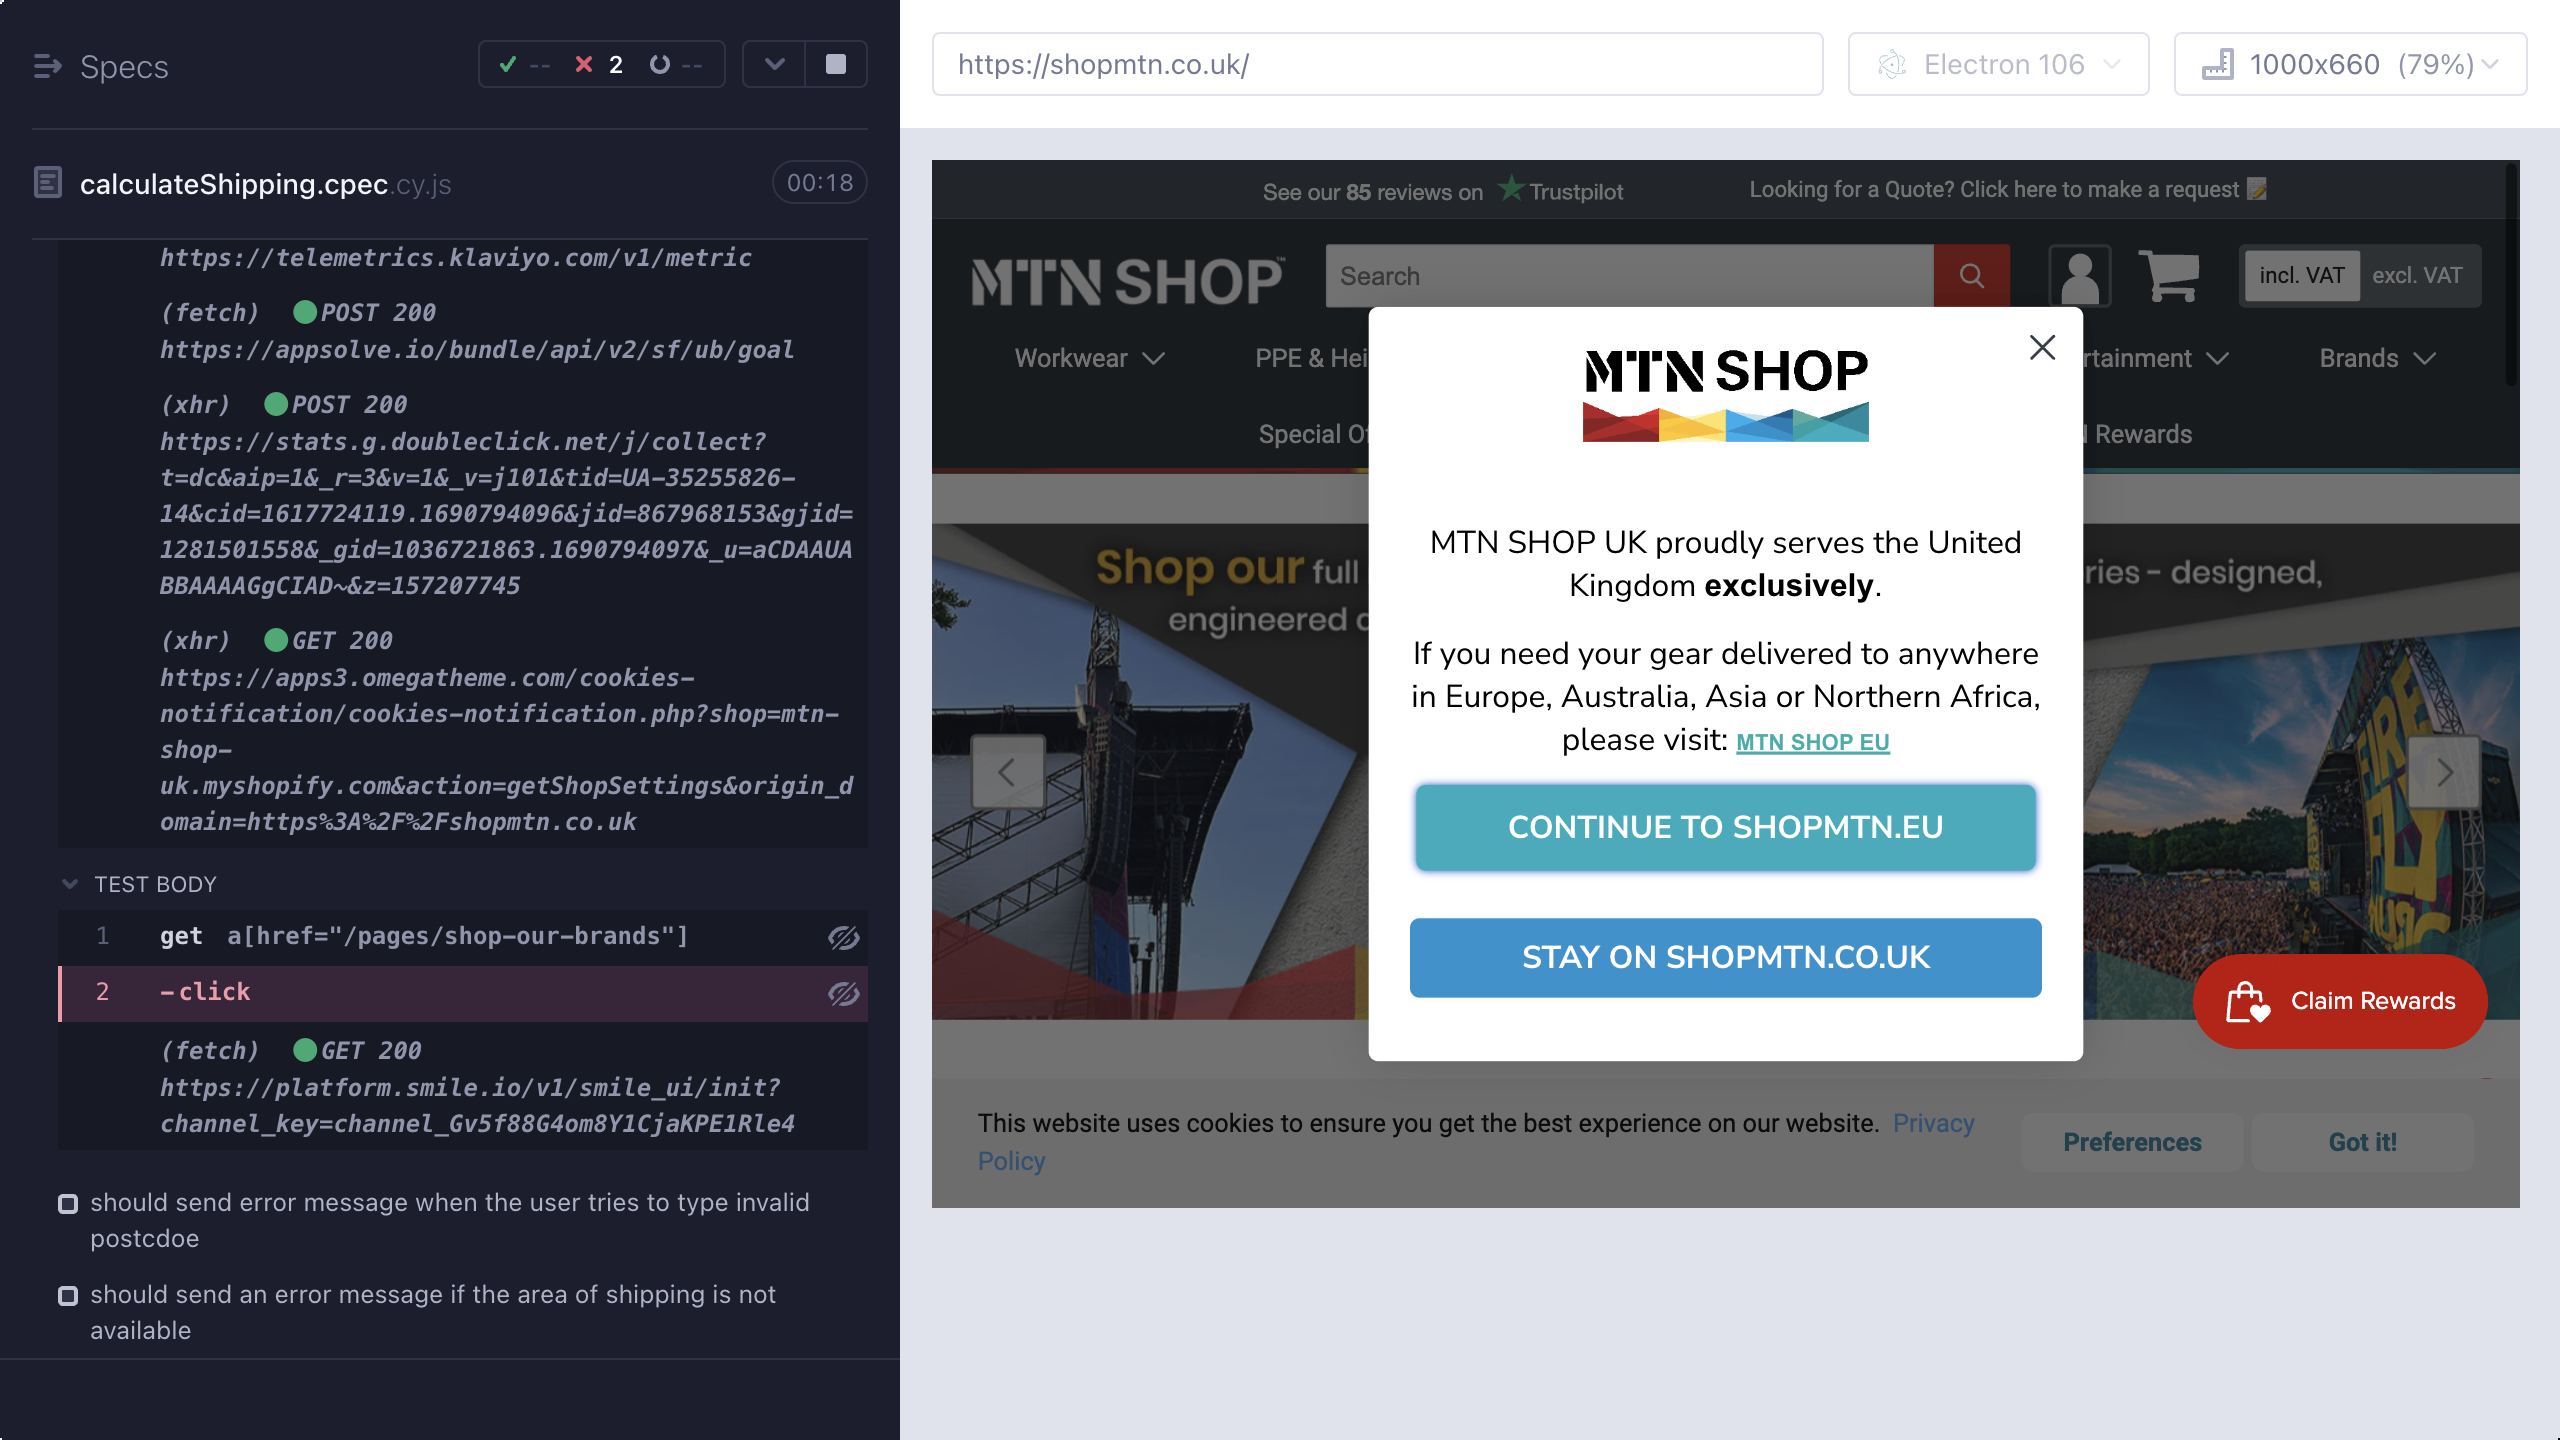 Specs
-- 2 --
calculateShipping.cpec.cy.js 00:18
https://telemetrics.klaviyo.com/v1/metric
(fetch) POST 200
https://appsolve.io/bundle/api/v2/sf/ub/goal
(xhr) POST 200
https://stats.g.doubleclick.net/j/collect?
t=dc&aip=1&_r=3&v=1&_v=j101&tid=UA-35255826-
14&cid=1617724119.1690794096&jid=867968153&gjid=
1281501558&_gid=1036721863.1690794097&_u=aCDAAUA
BBAAAAGgCIAD~&z=157207745
(xhr) GET 200
https://apps3.omegatheme.com/cookies-
notification/cookies-notification.php?shop=mtn-
shop-
uk.myshopify.com&action=getShopSettings&origin_d
omain=https%3A%2F%2Fshopmtn.co.uk
TEST BODY
1 get a[href="/pages/shop-our-brands"]
2 -click
(fetch) GET 200
https://platform.smile.io/v1/smile_ui/init?
channel_key=channel_Gv5f88G4om8Y1CjaKPE1Rle4
should send error message when the user tries to type invalid
postcdoe
should send an error message if the area of shipping is not
available
https://shopmtn.co.uk/
Electron 106
1000x660 (79%)
See our 85 reviews on Trustpilot
Looking for a Quote? Click here to make a request
MTN SHOP™
Search
incl. VAT excl. VAT
Workwear PPE & Hei rtainment Brands
Special Of Rewards
Shop our full ries - designed,
engineered
FIRE
MTN SHOP
MTN SHOP UK proudly serves the United
Kingdom exclusively.
If you need your gear delivered to anywhere
in Europe, Australia, Asia or Northern Africa,
please visit: MTN SHOP EU
CONTINUE TO SHOPMTN.EU
STAY ON SHOPMTN.CO.UK
Claim Rewards
This website uses cookies to ensure you get the best experience on our website. Privacy
Policy
Preferences
Got it!